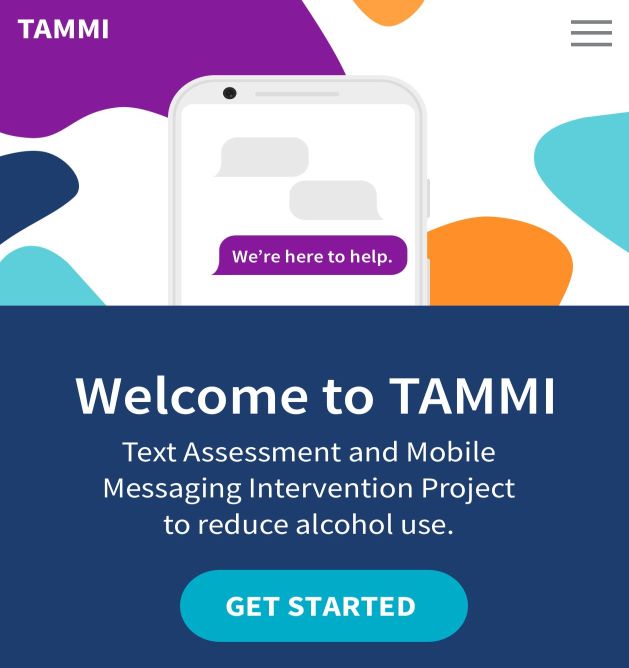 TAMMI
We're here to help.
Welcome to TAMMI
Text Assessment and Mobile
Messaging Intervention Project
to reduce alcohol use.
GET STARTED